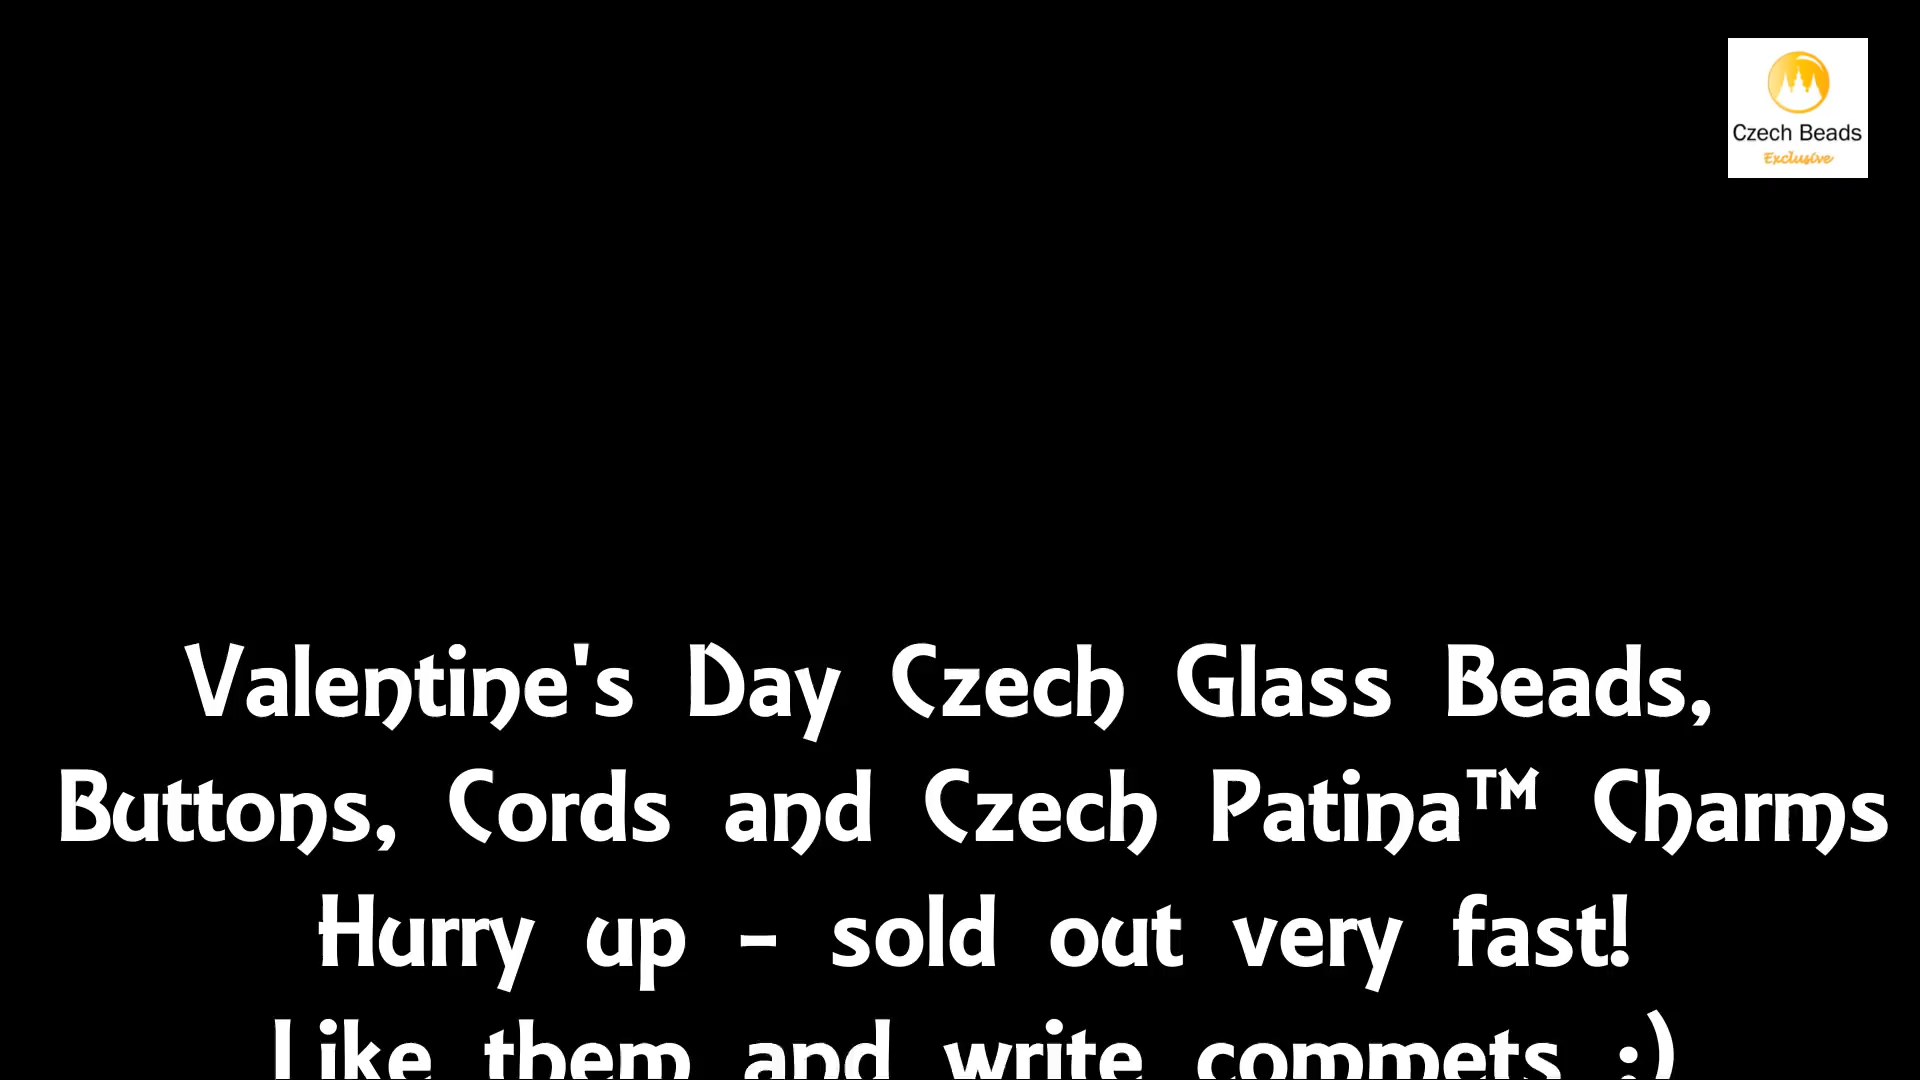 Czech Beads
Exclusive
Valentine's Day Czech Glass Beads,
Buttons, Cords and Czech Patina™ Charms
Hurry up - sold out very fast!
Like them and write commets :)